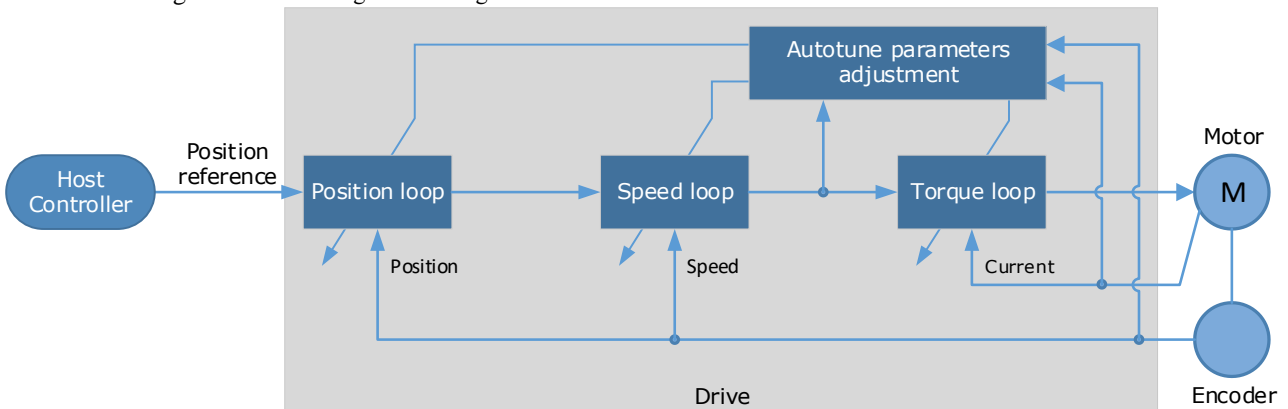 Autotune parameters
adjustment
Motor
Position
reference
Host
Controller
Position loop
Speed loop
Torque loop
M
Position
Speed
Current
Drive
Encoder